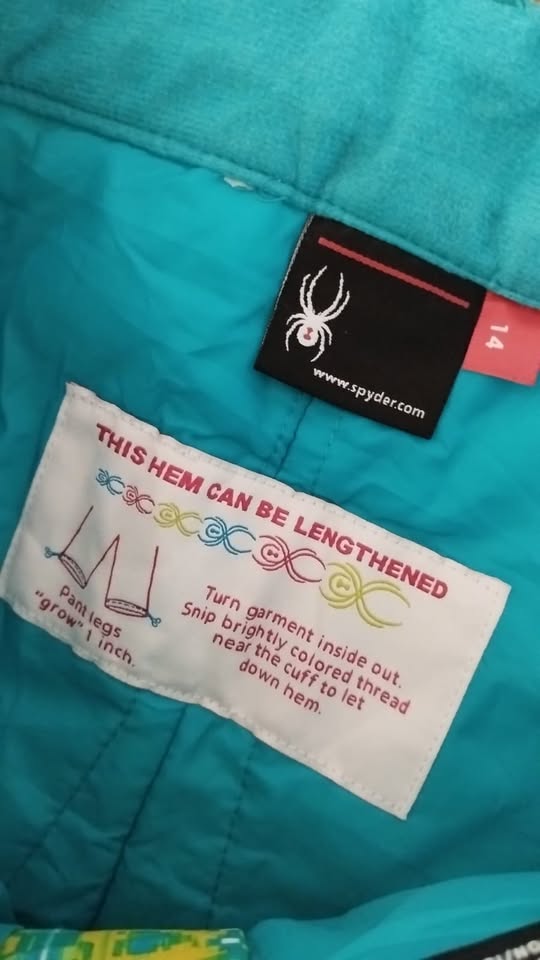 www.spyder.com
14
THIS HEM CAN BE LENGTHENED
Pant legs
"grow" 1 inch.
Turn garment inside out.
Snip brightly colored thread
near the cuff to let
down hem.